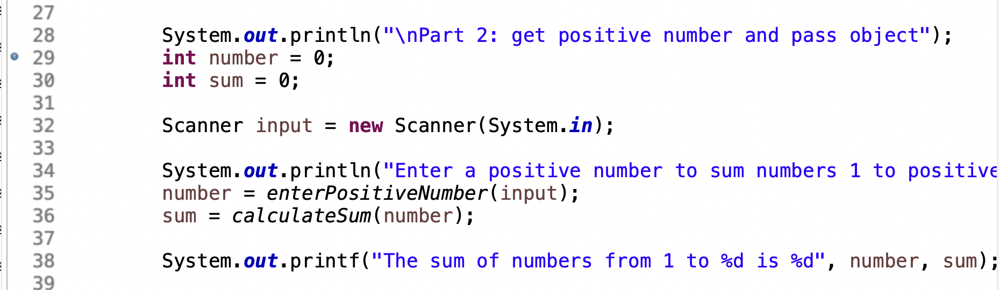 27
28 System.out.println("\nPart 2: get positive number and pass object");
29 int number = 0;
30 int sum = 0;
31
32 Scanner input = new Scanner(System.in);
33
34 System.out.println("Enter a positive number to sum numbers 1 to positive
35 number = enterPositiveNumber(input);
36 sum = calculateSum(number);
37
38 System.out.printf("The sum of numbers from 1 to %d is %d", number, sum);
39